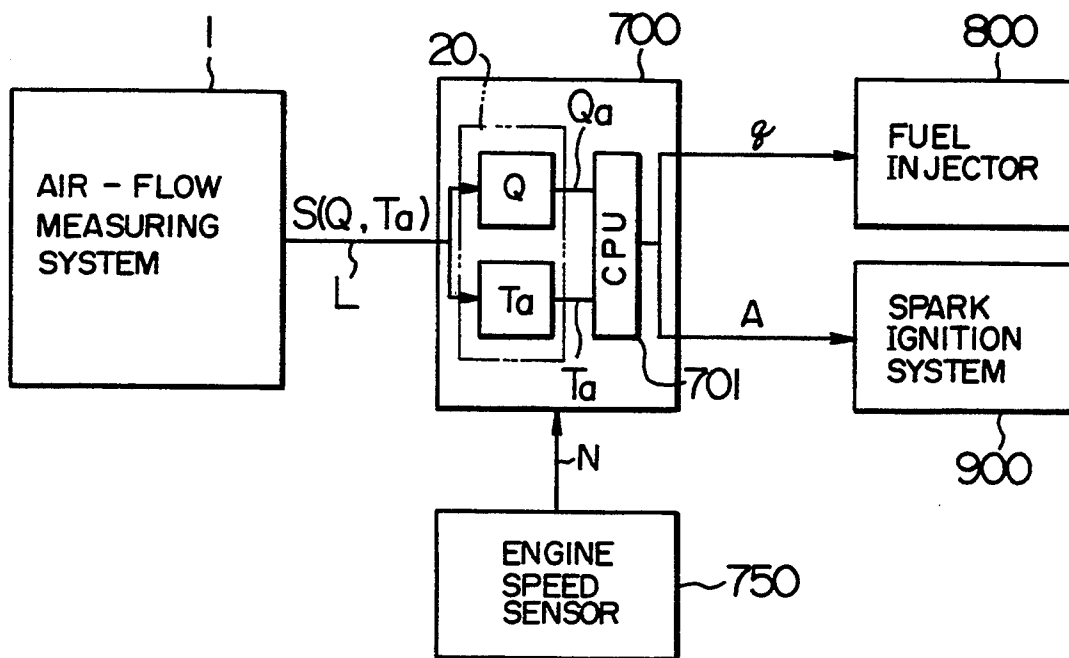 1
20
700
800
AIR - FLOW
MEASURING
SYSTEM
S(Q, Ta)
L
Q
Qa
Ta
Ta
CPU
701
q
FUEL
INJECTOR
A
SPARK
IGNITION
SYSTEM
900
N
ENGINE
SPEED
SENSOR
750